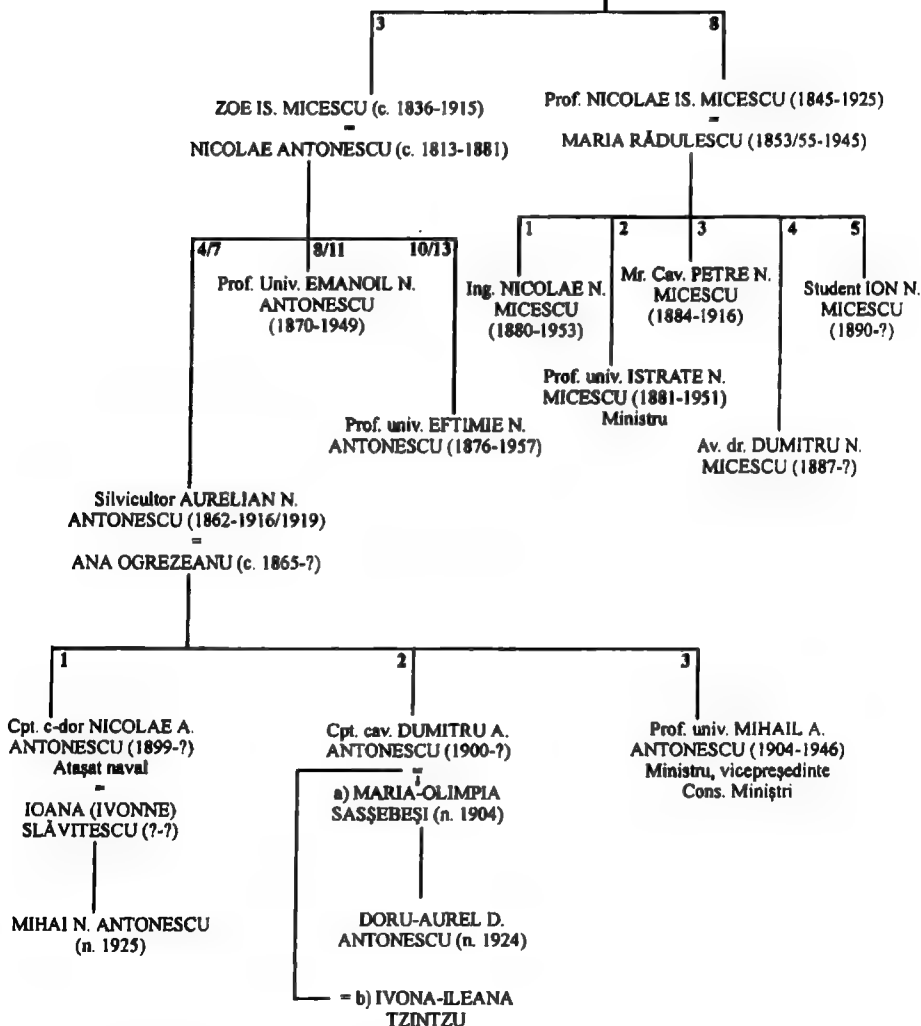 3
8
ZOE IS. MICESCU (c. 1836-1915)
=
NICOLAE ANTONESCU (c. 1813-1881)
Prof. NICOLAE IS. MICESCU (1845-1925)
=
MARIA RĂDULESCU (1853/55-1945)
4/7
8/11
10/13
Prof. Univ. EMANOIL N.
ANTONESCU
(1870-1949)
Prof. univ. EFTIMIE N.
ANTONESCU (1876-1957)
1
2
3
4
5
Ing. NICOLAE N.
MICESCU
(1880-1953)
Prof. univ. ISTRATE N.
MICESCU (1881-1951)
Ministru
Mr. Cav. PETRE N.
MICESCU
(1884-1916)
Av. dr. DUMITRU N.
MICESCU (1887-?)
Student ION N.
MICESCU
(1890-?)
Silvicultor AURELIAN N.
ANTONESCU (1862-1916/1919)
=
ANA OGREZEANU (c. 1865-?)
1
2
3
Cpt. c-dor NICOLAE A.
ANTONESCU (1899-?)
Atașat naval
=
IOANA (IVONNE)
SLĂVITESCU (?-?)
MIHAI N. ANTONESCU
(n. 1925)
Cpt. cav. DUMITRU A.
ANTONESCU (1900-?)
=
a) MARIA-OLIMPIA
SASȘEBEȘI (n. 1904)
DORU-AUREL D.
ANTONESCU (n. 1924)
= b) IVONA-ILEANA
TZINTZU
Prof. univ. MIHAIL A.
ANTONESCU (1904-1946)
Ministru, vicepreședinte
Cons. Miniștri